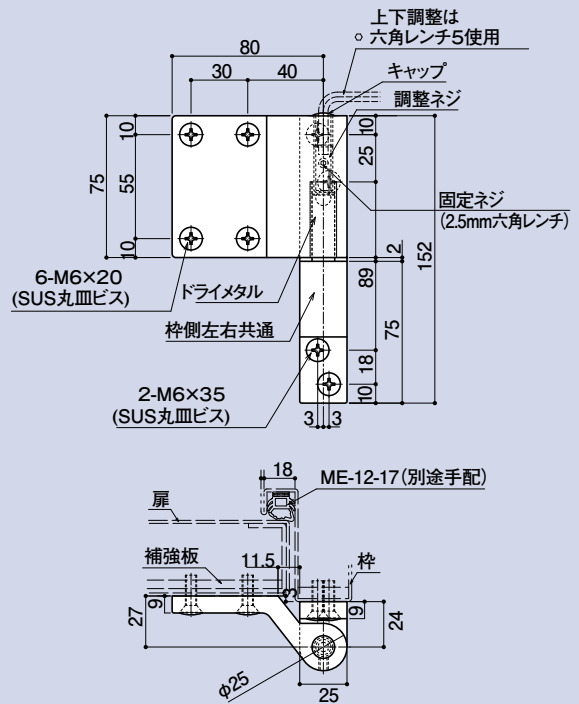 上下調整は
六角レンチ5使用
80
キャップ
30
40
調整ネジ
10
10
25
75
55
固定ネジ
(2.5mm六角レンチ)
152
10
2
6-M6×20
(SUS丸皿ビス)
ドライメタル
89
枠側左右共通
75
18
2-M6×35
(SUS丸皿ビス)
10
3
3
18
ME-12-17(別途手配)
扉
補強板
11.5
枠
3
27
9
9
24
φ25
25